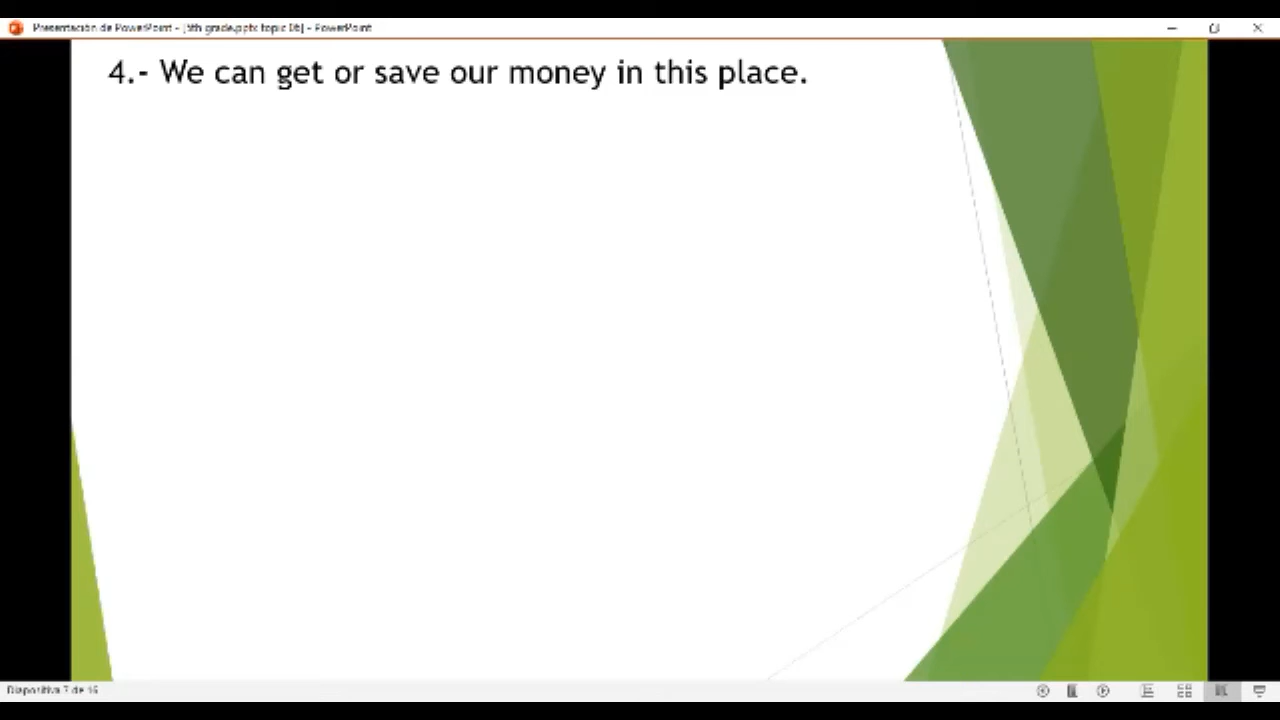 Presentación de PowerPoint - [5th grade.pptx topic 06] - PowerPoint
4.- We can get or save our money in this place.
Diapositiva 7 de 16